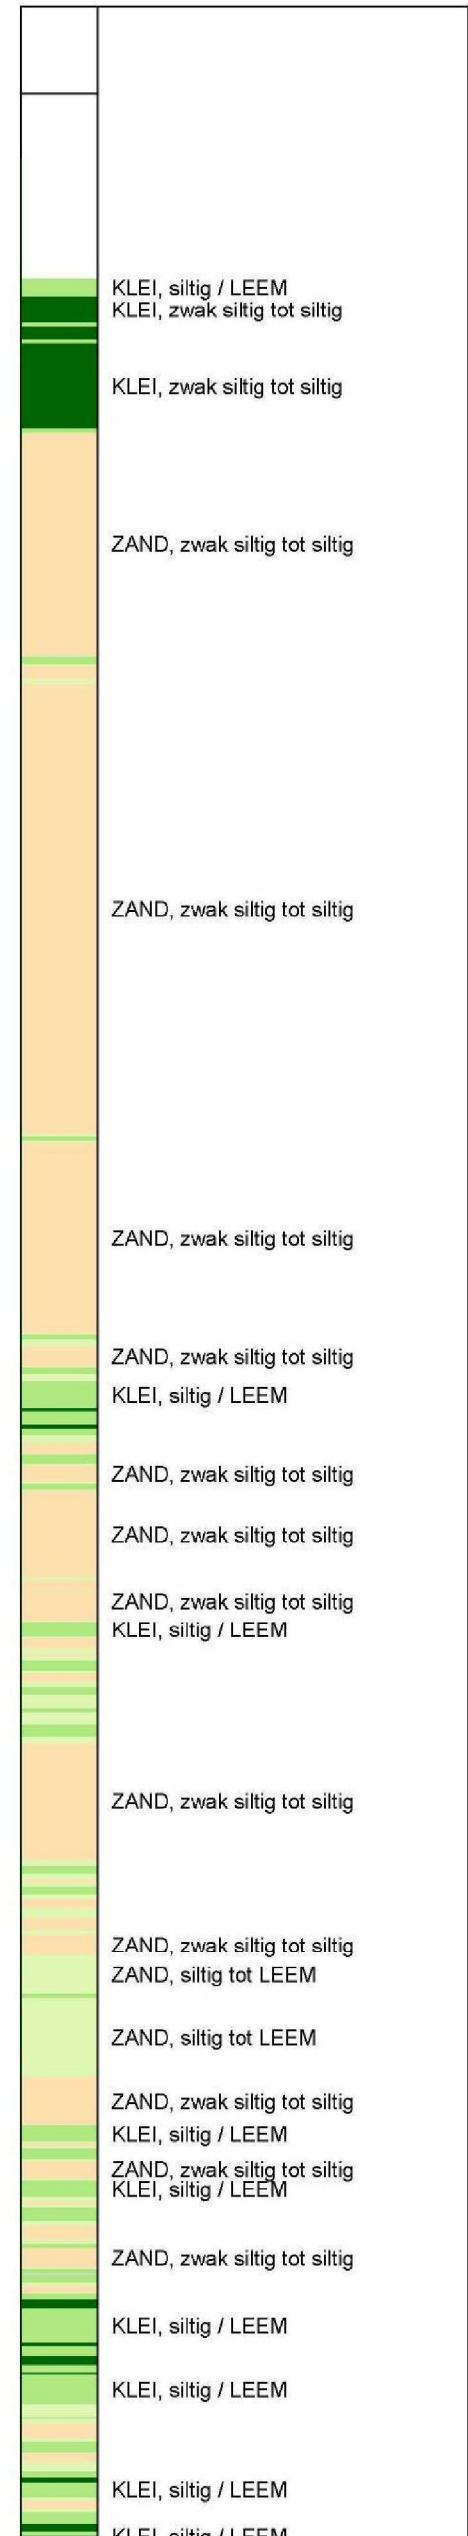 KLEI, siltig / LEEM
KLEI, zwak siltig tot siltig
KLEI, zwak siltig tot siltig
ZAND, zwak siltig tot siltig
ZAND, zwak siltig tot siltig
ZAND, zwak siltig tot siltig
ZAND, zwak siltig tot siltig
KLEI, siltig / LEEM
ZAND, zwak siltig tot siltig
ZAND, zwak siltig tot siltig
ZAND, zwak siltig tot siltig
KLEI, siltig / LEEM
ZAND, zwak siltig tot siltig
ZAND, zwak siltig tot siltig
ZAND, siltig tot LEEM
ZAND, siltig tot LEEM
ZAND, zwak siltig tot siltig
KLEI, siltig / LEEM
ZAND, zwak siltig tot siltig
KLEI, siltig / LEEM
ZAND, zwak siltig tot siltig
KLEI, siltig / LEEM
KLEI, siltig / LEEM
KLEI, siltig / LEEM
KLEI, siltig / LEEM